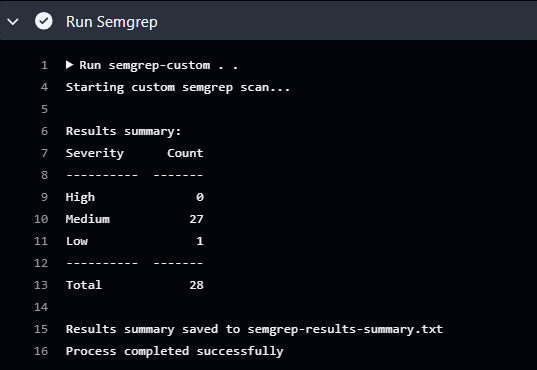 Run Semgrep
1 Run semgrep-custom . .
4 Starting custom semgrep scan...
5
6 Results summary:
7 Severity Count
8 ---------- -------
9 High 0
10 Medium 27
11 Low 1
12 ---------- -------
13 Total 28
14
15 Results summary saved to semgrep-results-summary.txt
16 Process completed successfully